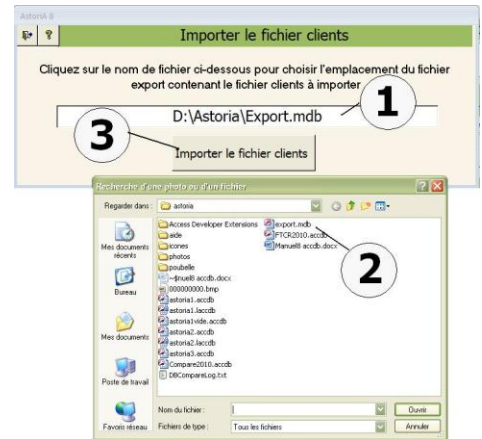 AstoriA 8
Importer le fichier clients
Cliquez sur le nom de fichier ci-dessous pour choisir l'emplacement du fichier
export contenant le fichier clients à importer
D:\Astoria\Export.mdb
1
3
Importer le fichier clients
Recherche d'une photo ou d'un fichier
Regarder dans :
astoria
Mes documents récents
Bureau
Mes documents
Poste de travail
Favoris réseau
Access Developer Extensions
aide
icones
photos
poubelle
~$nuel8 accdb.docx
000000000.bmp
astoria1.accdb
astoria1.laccdb
astoria1vide.accdb
astoria2.accdb
astoria2.laccdb
astoria3.accdb
Compare2010.accdb
DBCompareLog.txt
export.mdb
FTCR2010.accdb
Manuel8 accdb.docx
2
Nom du fichier :
Ouvrir
Fichiers de type :
Tous les fichiers
Annuler